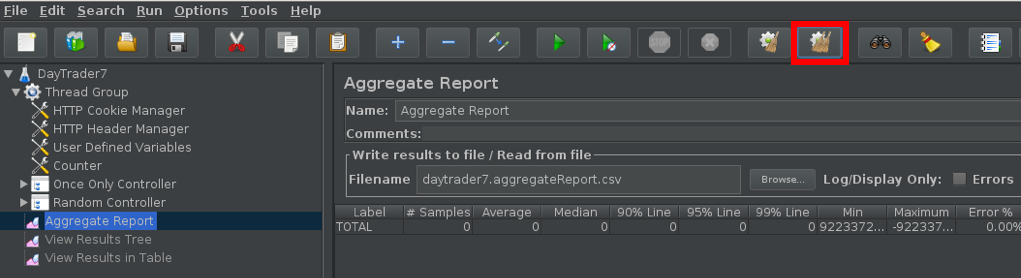 File Edit Search Run Options Tools Help
STOP
DayTrader7
Thread Group
HTTP Cookie Manager
HTTP Header Manager
User Defined Variables
Counter
Once Only Controller
Random Controller
Aggregate Report
View Results Tree
View Results in Table
Aggregate Report
Name: Aggregate Report
Comments:
Write results to file / Read from file
Filename daytrader7.aggregateReport.csv Browse... Log/Display Only: Errors
Label # Samples Average Median 90% Line 95% Line 99% Line Min Maximum Error %
TOTAL 0 0 0 0 0 0 9223372... -922337... 0.00%